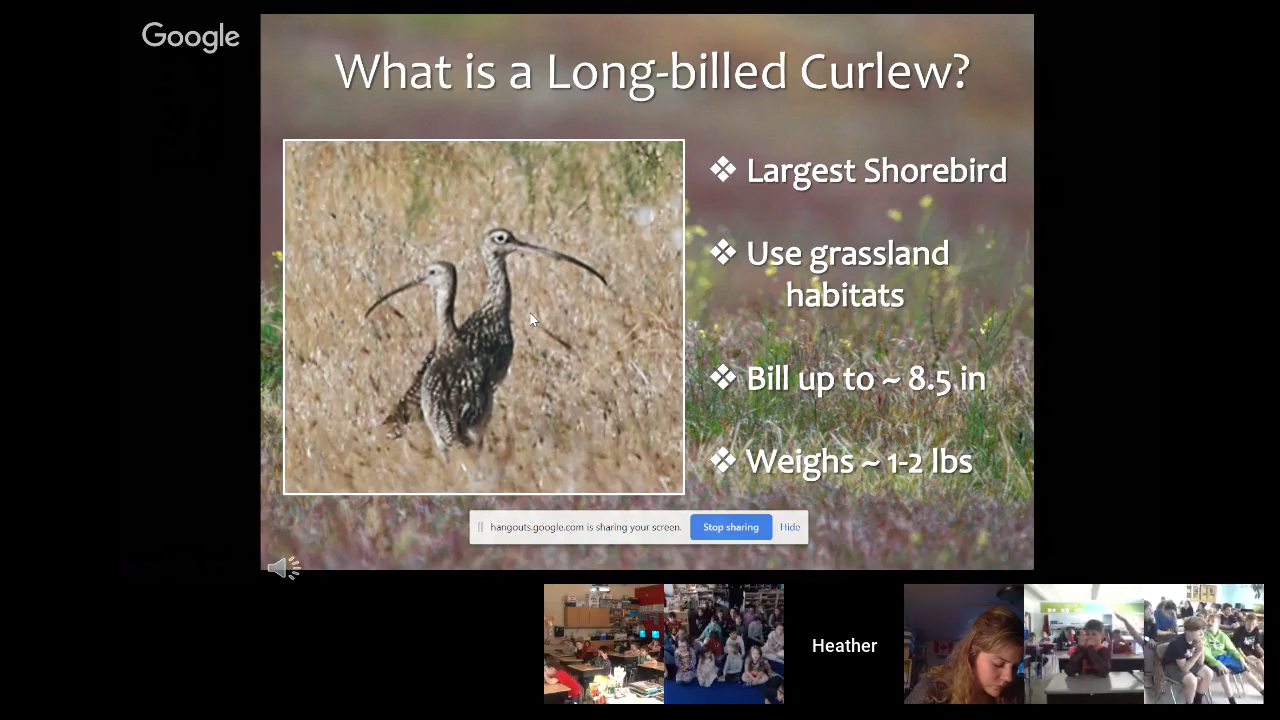 Google
What is a Long-billed Curlew?
❖ Largest Shorebird
❖ Use grassland
habitats
❖ Bill up to ~ 8.5 in
❖ Weighs ~ 1-2 lbs
hangouts.google.com is sharing your screen. Stop sharing Hide
Heather